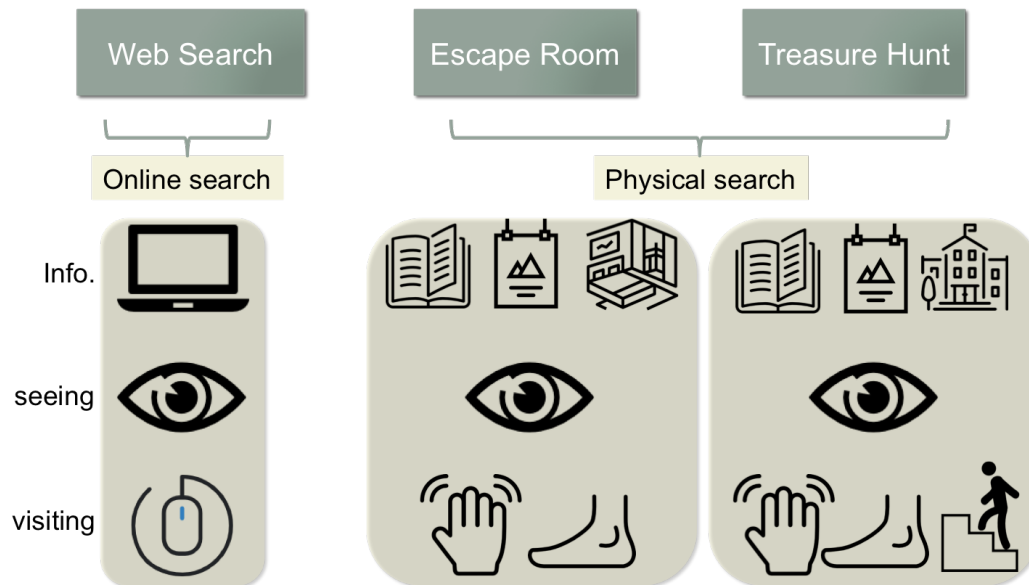 Web Search
Escape Room
Treasure Hunt
Online search
Physical search
Info.
seeing
visiting